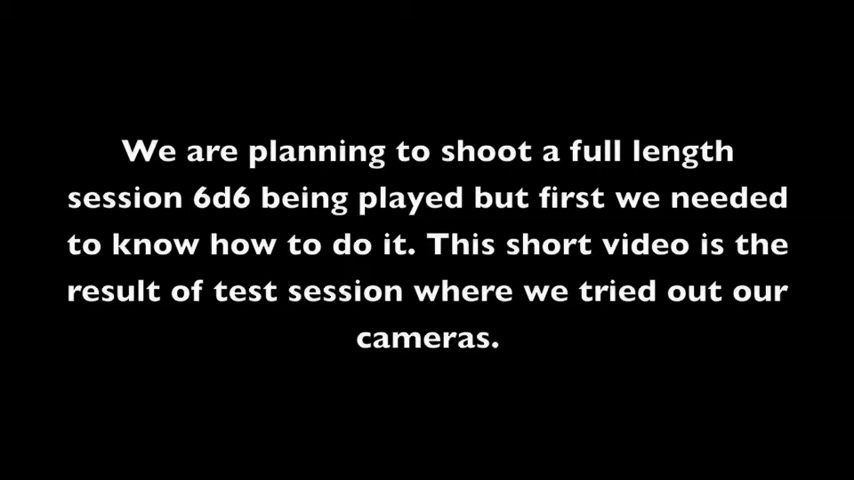 We are planning to shoot a full length
session 6d6 being played but first we needed
to know how to do it. This short video is the
result of test session where we tried out our
cameras.